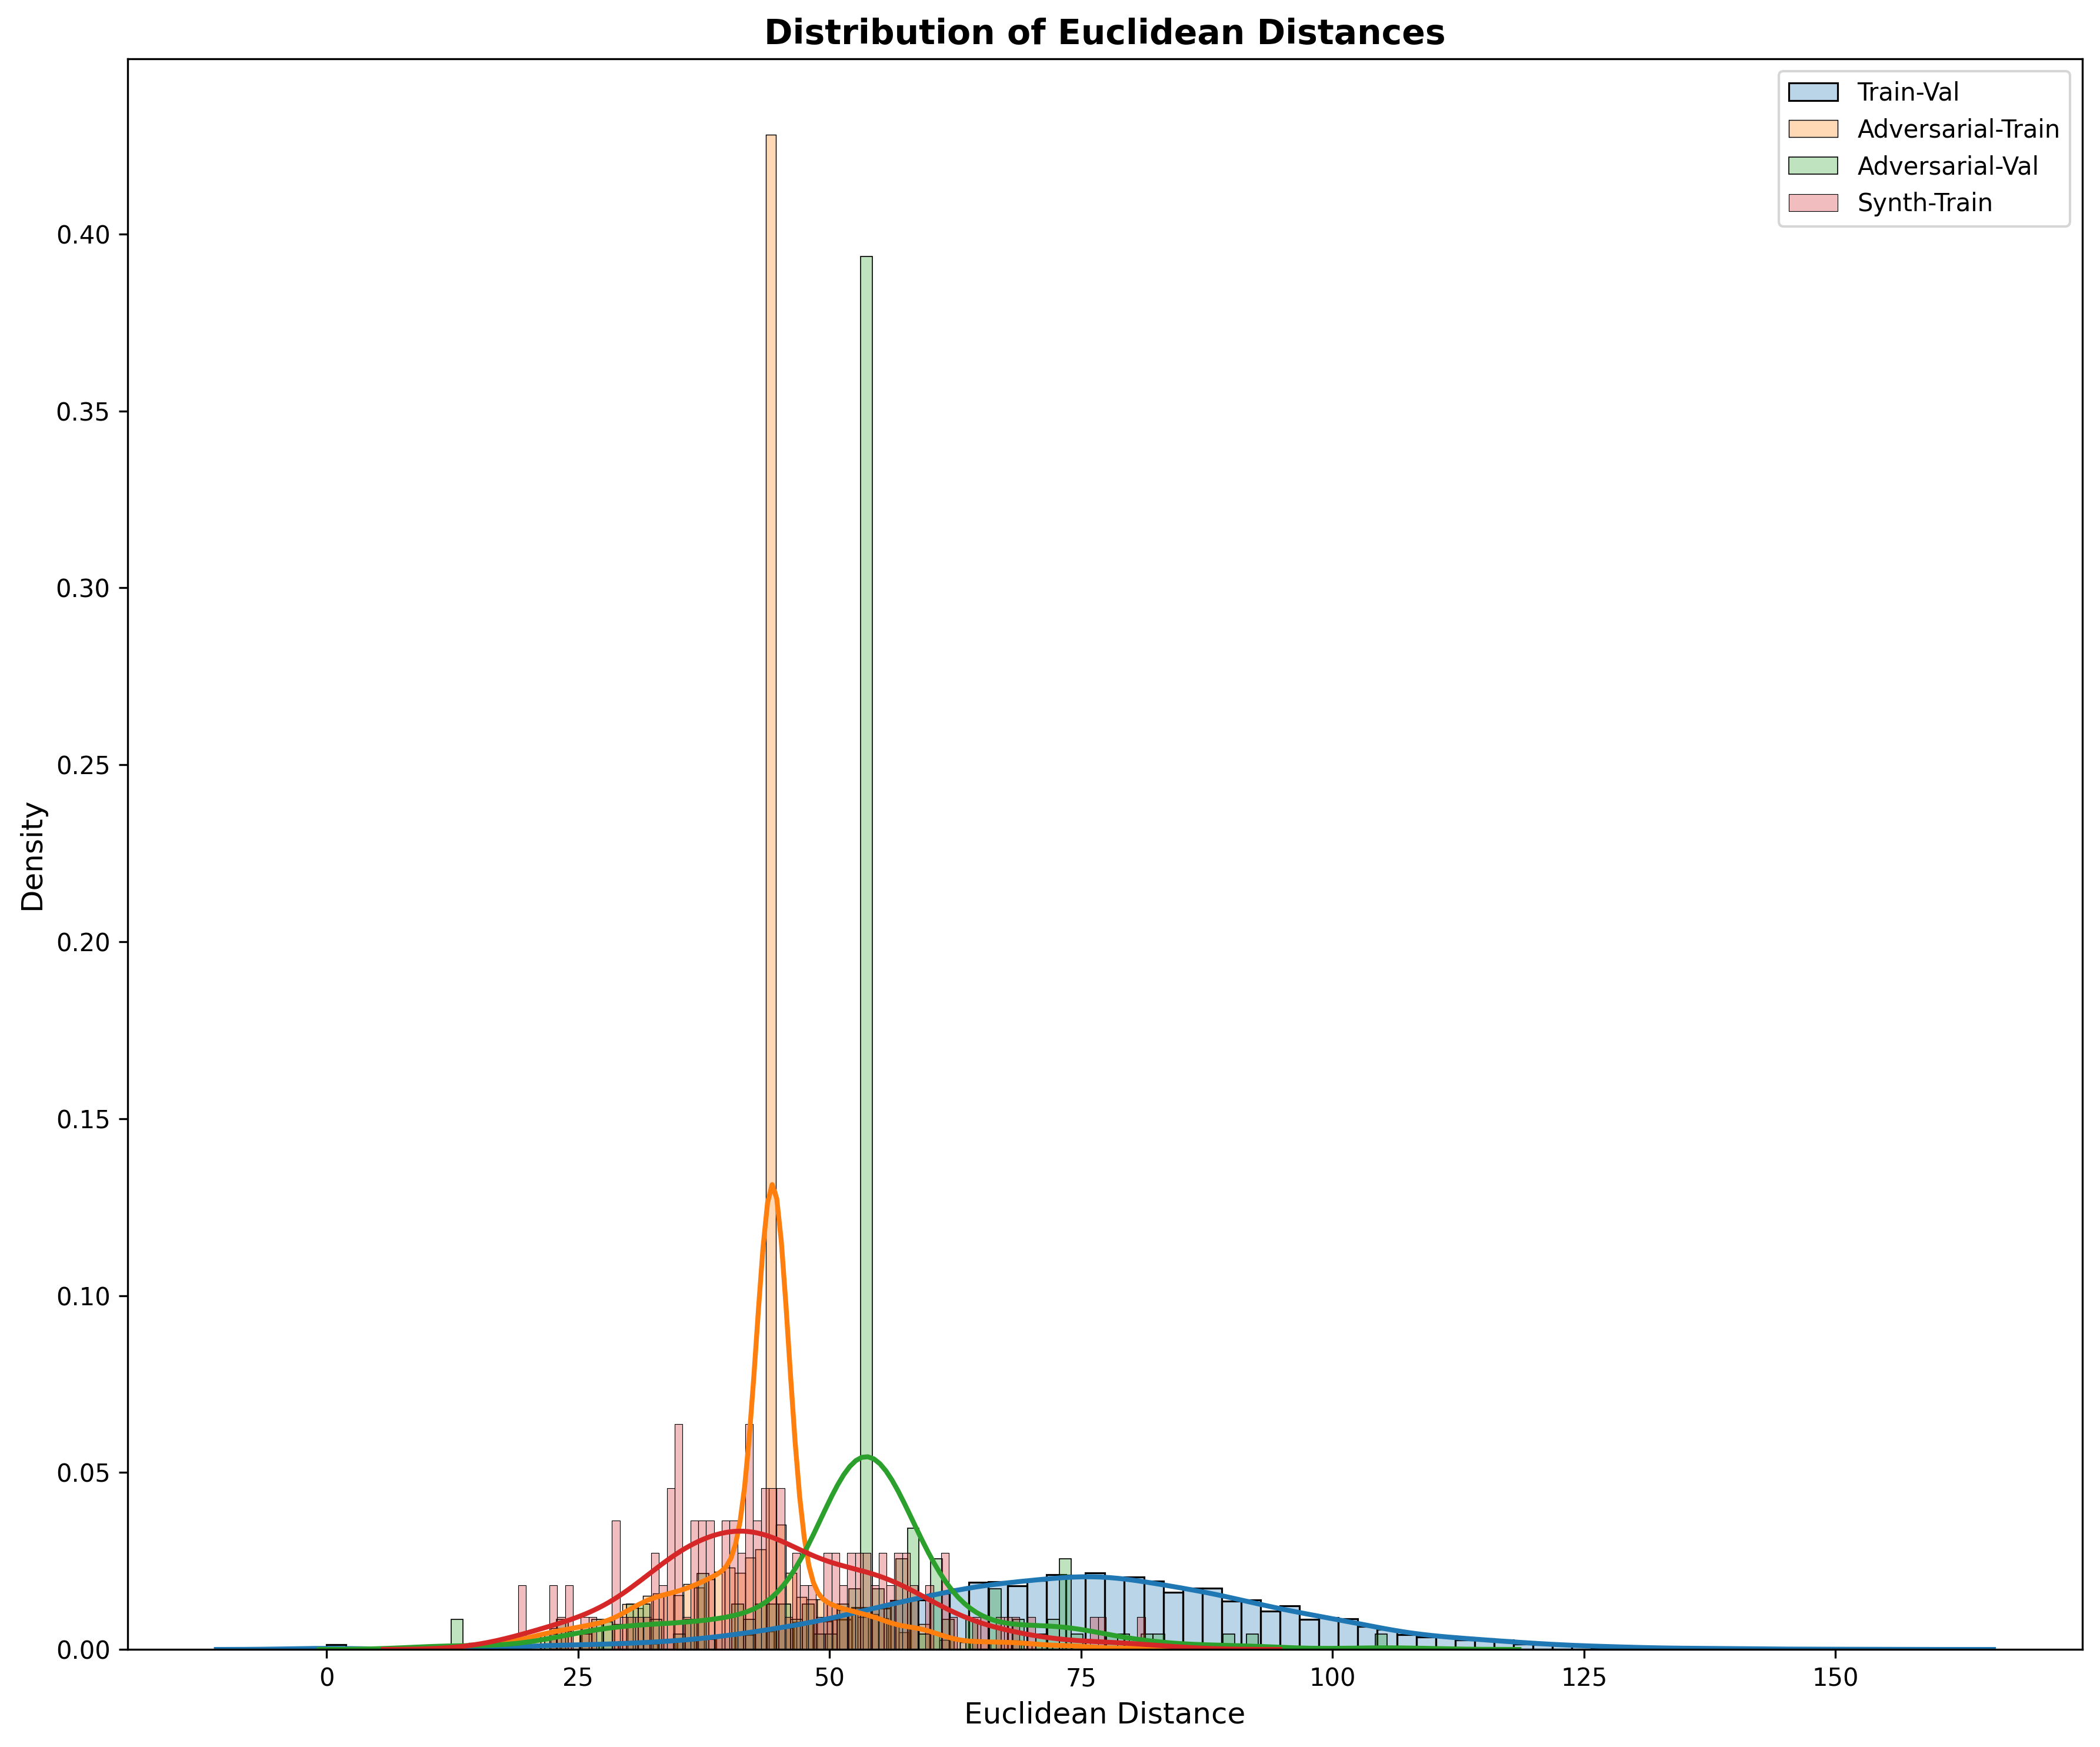 Distribution of Euclidean Distances
Train-Val
Adversarial-Train
Adversarial-Val
Synth-Train
0.40
0.35
0.30
0.25
0.20
0.15
0.10
0.05
0.00
Density
0 25 50 75 100 125 150
Euclidean Distance